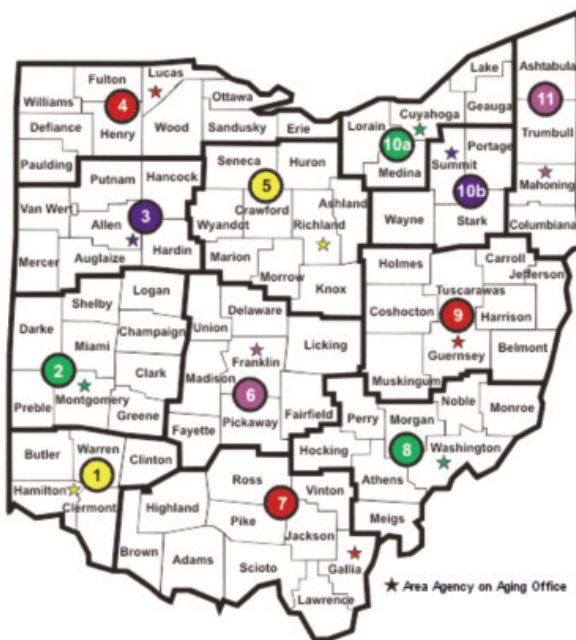 Ashtabula
Lake
Lucas
Fulton
11
Williams
4
Ottawa
Cuyahoga
Geauga
Lorain
Defiance
Henry
Wood
Sandusky
Erie
10a
Trumbull
Medina
Portage
Summit
Paulding
Seneca
Huron
Putnam
Hancock
10b
Mahoning
5
Ashland
Van Wert
Crawford
Wayne
Stark
Columbiana
3
Allen
Wyandot
Richland
Hardin
Auglaize
Marion
Mercer
Holmes
Carroll
Jefferson
Morrow
Knox
Tuscarawas
Logan
Shelby
Coshocton
9
Harrison
Delaware
Union
Darke
Champaign
Licking
Miami
Guernsey
Belmont
Franklin
2
Clark
Madison
Muskingum
6
Montgomery
Noble
Preble
Greene
Pickaway
Fairfield
Perry
Morgan
Monroe
Fayette
8
Washington
Butler
Warren
Clinton
Hocking
1
Ross
Athens
Hamilton
Vinton
Clermont
7
Highland
Pike
Meigs
Jackson
Brown
Adams
Scioto
Gallia
Area Agency on Aging Office
Lawrence